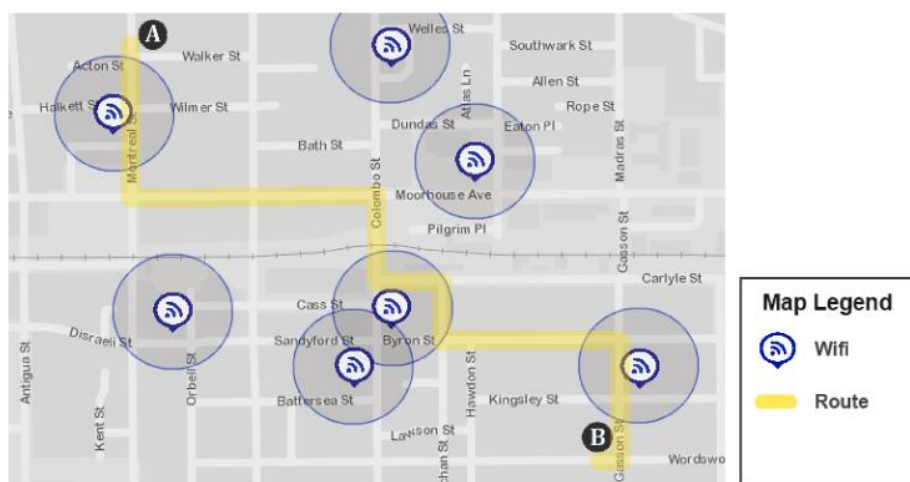 A
Welles St
Walker St
Southwark St
Acton St
Allen St
Atlas Ln
Halkett S
Wilmer St
Rope St
Dundas St
Eaton Pl
Montreal St
Madras St
Bath St
Colombo St
Moorhouse Ave
Pilgrim Pl
Gasson St
Carlyle St
Cass St
Disraeli St
Sandyford St
Byron St
Antigua St
Orbell St
Hawdon St
Battersea St
Kingsley St
Kent St
son St
chan St
B
Gasson St
Wordswo
Map Legend
Wifi
Route